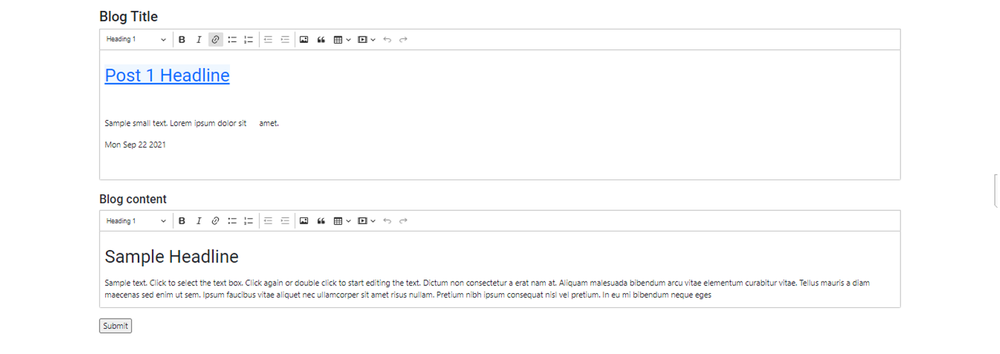 Blog Title
Heading 1
Post 1 Headline
Sample small text. Lorem ipsum dolor sit amet.
Mon Sep 22 2021
Blog content
Heading 1
Sample Headline
Sample text. Click to select the text box. Click again or double click to start editing the text. Dictum non consectetur a erat nam at. Aliquam malesuada bibendum arcu vitae elementum curabitur vitae. Tellus mauris a diam
maecenas sed enim ut sem. Ipsum faucibus vitae aliquet nec ullamcorper sit amet risus nullam. Pretium nibh ipsum consequat nisl vel pretium. In eu mi bibendum neque eges
Submit